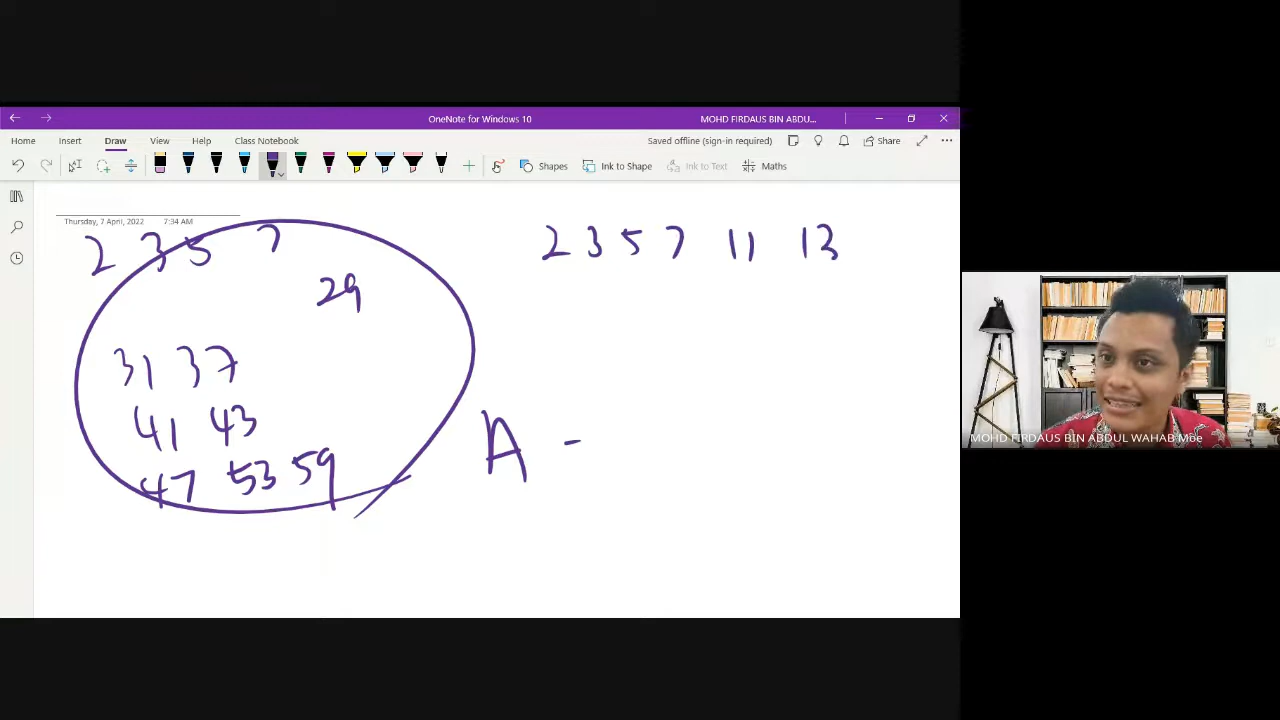 OneNote for Windows 10
MOHD FIRDAUS BIN ABDU...
Home Insert Draw View Help Class Notebook
Saved offline (sign-in required)
Share
Shapes
Ink to Shape
Ink to Text
Maths
Thursday, 7 April, 2022 7:34 AM
2 3 5 7
2 3 5 7 11 13
29
31 37
41 43
A -
47 53 59
MOHD FIRDAUS BIN ABDUL WAHAB Moe